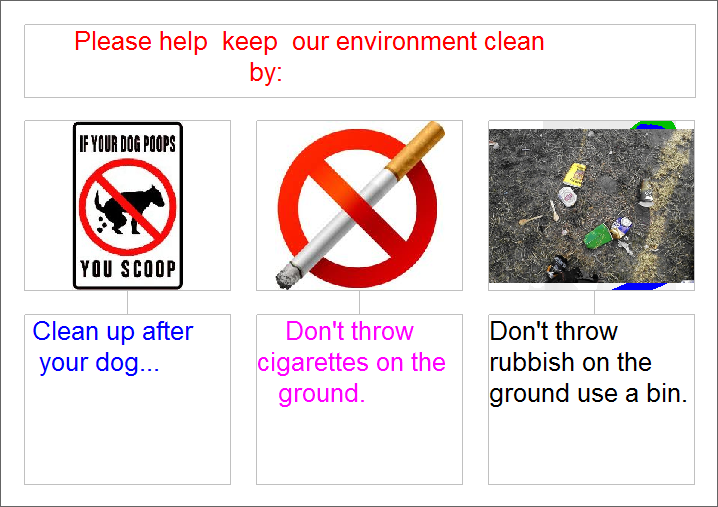 Please help  keep  our environment clean
by:
IF YOUR DOG POOPS
YOU SCOOP
Clean up after
your dog...
Don't throw
cigarettes on the
ground.
Don't throw
rubbish on the
ground use a bin.